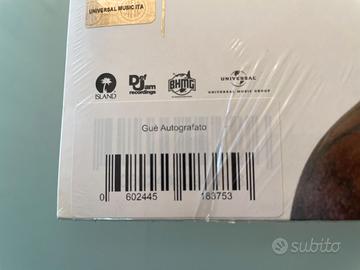 UNIVERSAL MUSIC ITA
ISLAND
Def Jam
recordings
BHMG
UNIVERSAL
UNIVERSAL MUSIC GROUP
Guè Autografato
0 602445 183753
subito